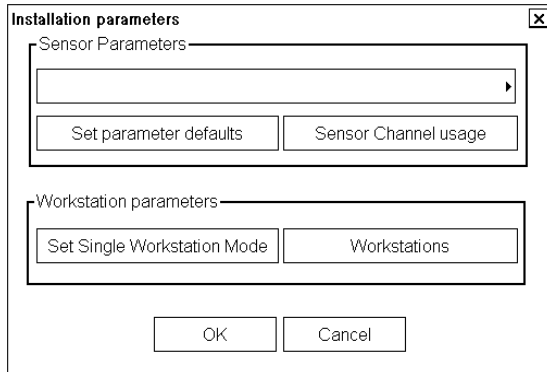 Installation parameters
Sensor Parameters
Set parameter defaults
Sensor Channel usage
Workstation parameters
Set Single Workstation Mode
Workstations
OK
Cancel